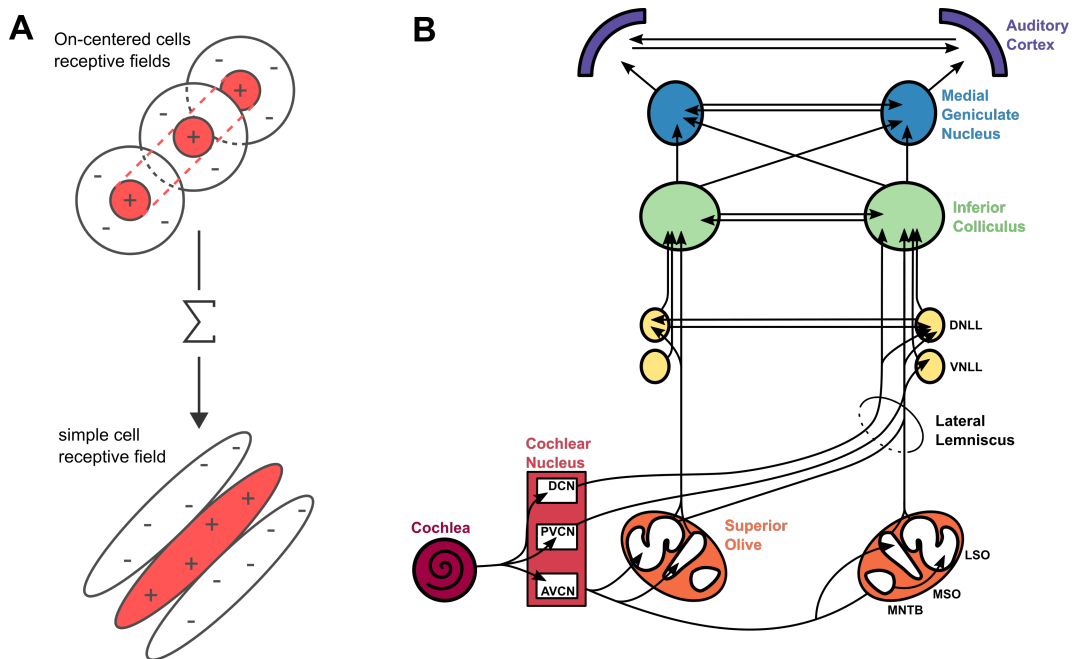 A
On-centered cells
receptive fields
-
-
+
-
-
+
-
-
+
-
-
Σ
simple cell
receptive field
-
-
-
-
+
+
+
+
-
-
-
-
B
Auditory
Cortex
Medial
Geniculate
Nucleus
Inferior
Colliculus
DNLL
VNLL
Lateral
Lemniscus
Cochlear
Nucleus
DCN
PVCN
AVCN
Cochlea
Superior
Olive
LSO
MSO
MNTB